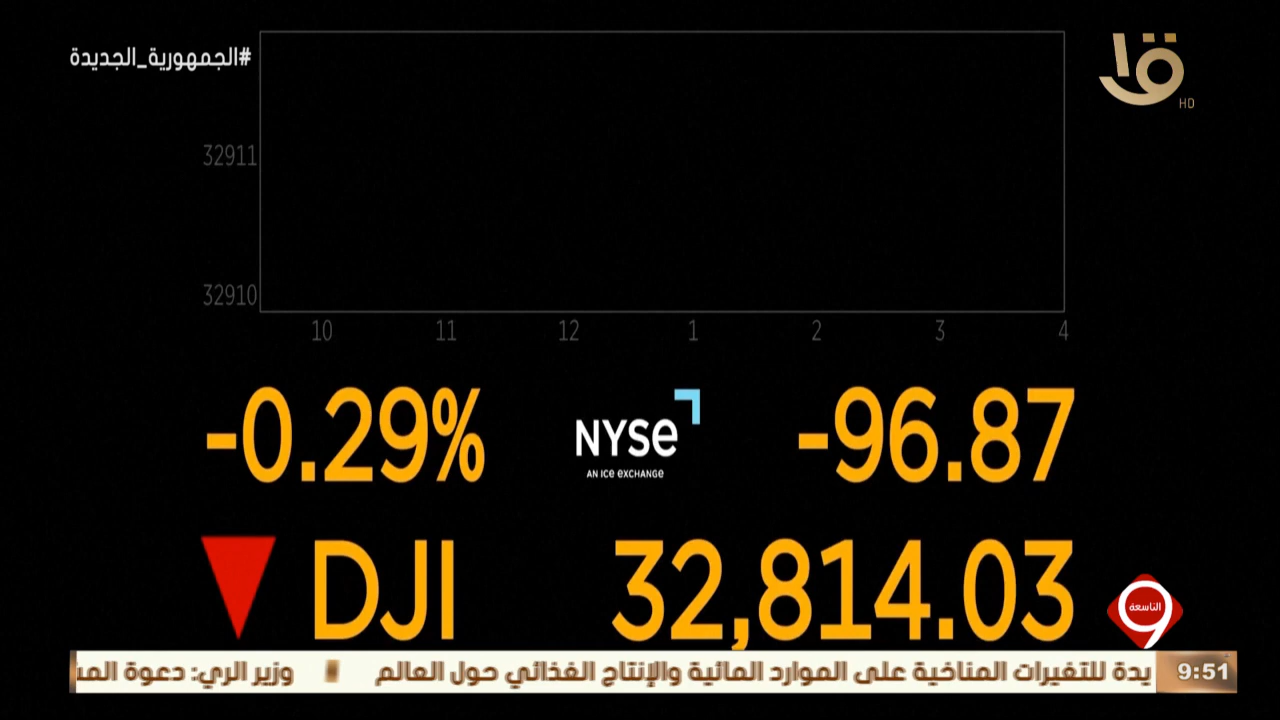 #الجمهورية_الجديدة
HD
32911
32910
10 11 12 1 2 3 4
-0.29% NYSE -96.87
AN ICE EXCHANGE
DJI 32,814.03
9 التاسعة
9:51 يدة للتغيرات المناخية على الموارد المائية والإنتاج الغذائي حول العالم وزير الري: دعوة